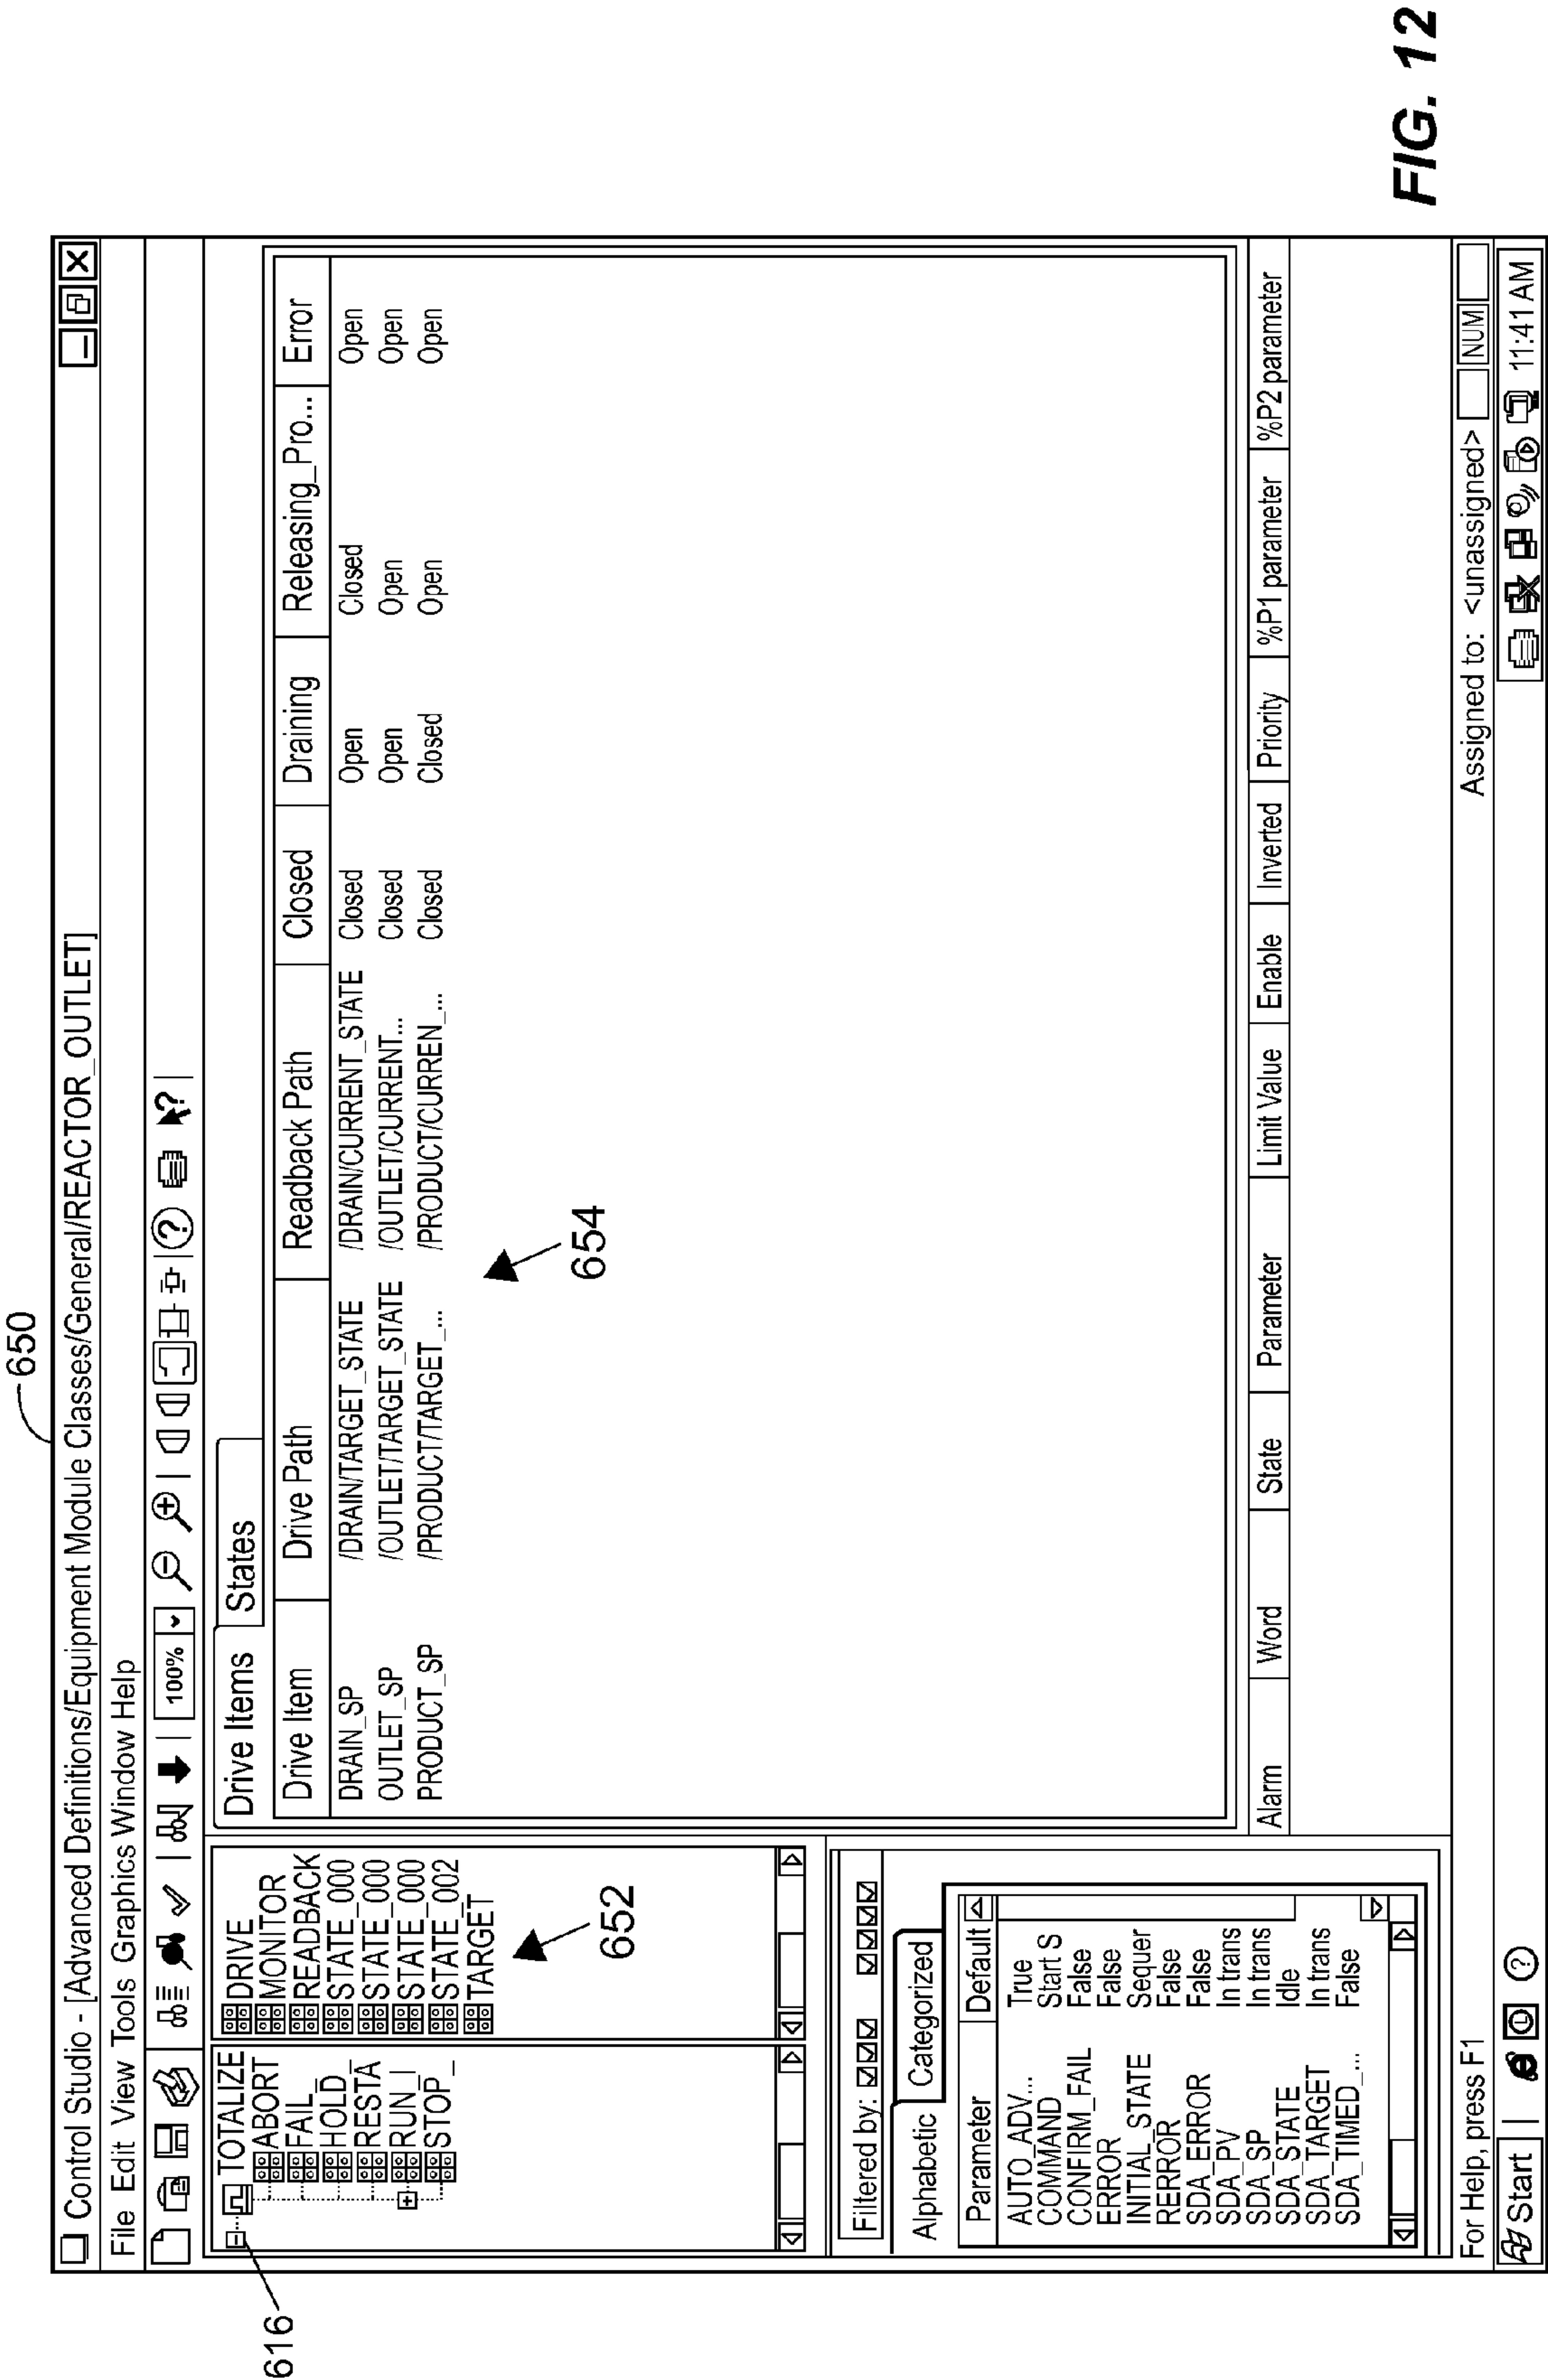 650
Control Studio - [Advanced Definitions/Equipment Module Classes/General/REACTOR_OUTLET]
File Edit View Tools Graphics Window Help
100%
616
TOTALIZE
ABORT
FAIL_
HOLD_
RESTA
RUN_I
STOP_
DRIVE
MONITOR
READBACK
STATE_000
STATE_000
STATE_000
STATE_002
TARGET
652
Drive Items States
Drive Item Drive Path Readback Path Closed Draining Releasing_Pro... Error
DRAIN_SP /DRAIN/TARGET_STATE /DRAIN/CURRENT_STATE Closed Open Closed Open
OUTLET_SP /OUTLET/TARGET_STATE /OUTLET/CURRENT... Closed Open Open Open
PRODUCT_SP /PRODUCT/TARGET_... /PRODUCT/CURREN_... Closed Closed Open Open
654
Filtered by:
Alphabetic Categorized
Parameter Default
AUTO_ADV... True
COMMAND Start S
CONFIRM_FAIL False
ERROR False
INITIAL_STATE Sequer
RERROR False
SDA_ERROR False
SDA_PV In trans
SDA_SP In trans
SDA_STATE Idle
SDA_TARGET In trans
SDA_TIMED_... False
Alarm Word State Parameter Limit Value Enable Inverted Priority %P1 parameter %P2 parameter
For Help, press F1 Assigned to: <unassigned> NUM
Start 11:41 AM
FIG. 12